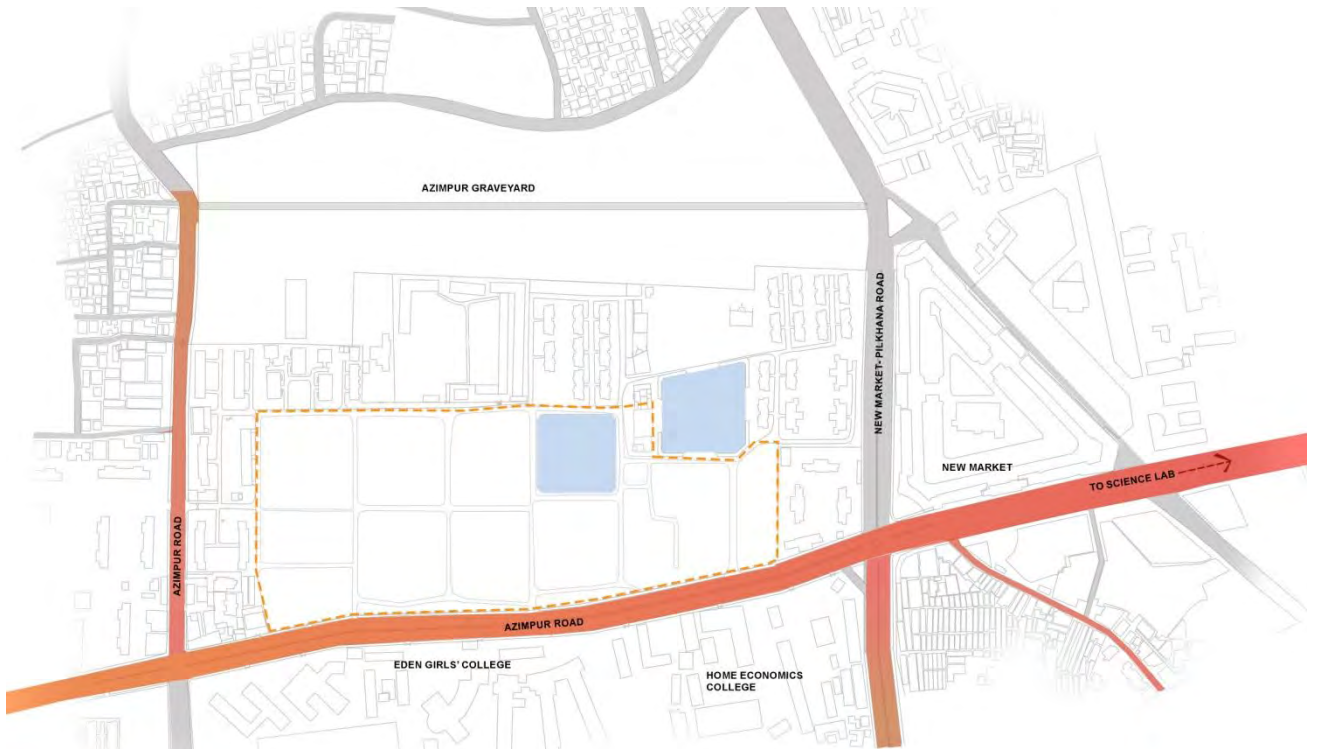 AZIMPUR GRAVEYARD
NEW MARKET- PILKHANA ROAD
NEW MARKET
TO SCIENCE LAB
AZIMPUR ROAD
AZIMPUR ROAD
EDEN GIRLS' COLLEGE
HOME ECONOMICS
COLLEGE